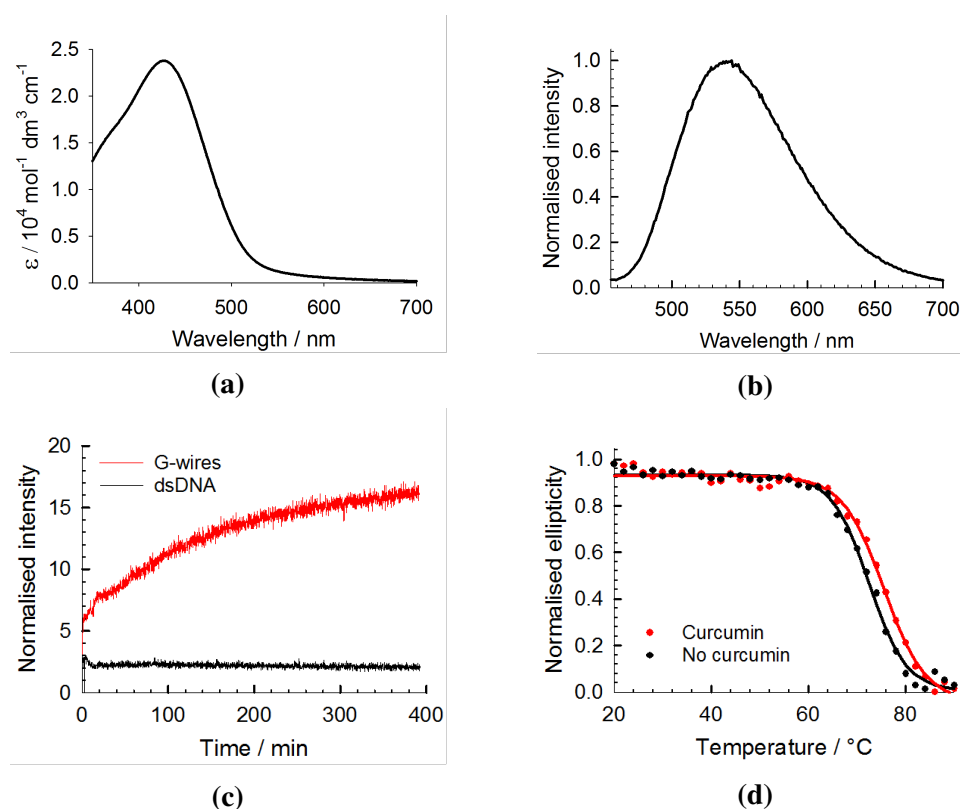 2.5
2.0
1.5
1.0
0.5
0.0
400 500 600 700
ε / 10⁴ mol⁻¹ dm³ cm⁻¹
Wavelength / nm
(a)
1.0
0.8
0.6
0.4
0.2
0.0
500 550 600 650 700
Normalised intensity
Wavelength / nm
(b)
20
15
10
5
0
0 100 200 300 400
Normalised intensity
G-wires
dsDNA
Time / min
(c)
1.0
0.8
0.6
0.4
0.2
0.0
20 40 60 80
Normalised ellipticity
Curcumin
No curcumin
Temperature / °C
(d)